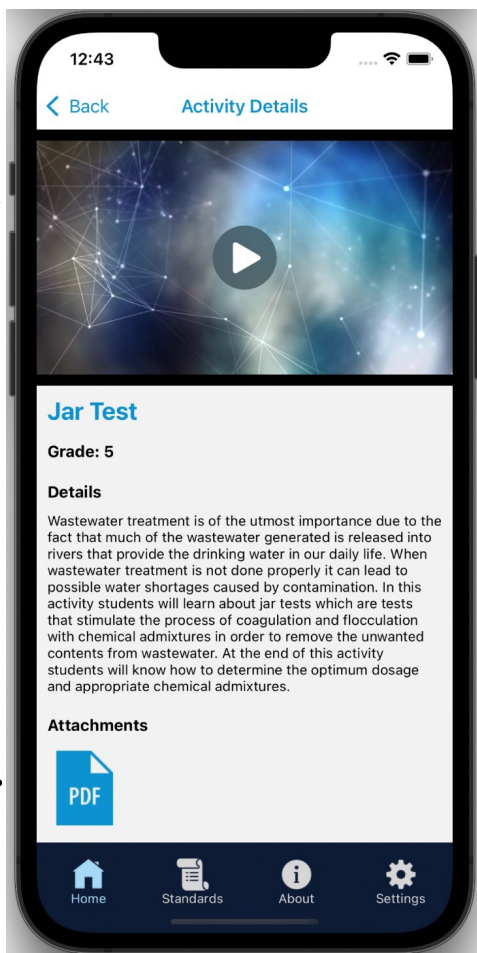 12:43
Back
Activity Details
Jar Test
Grade: 5
Details
Wastewater treatment is of the utmost importance due to the
fact that much of the wastewater generated is released into
rivers that provide the drinking water in our daily life. When
wastewater treatment is not done properly it can lead to
possible water shortages caused by contamination. In this
activity students will learn about jar tests which are tests
that stimulate the process of coagulation and flocculation
with chemical admixtures in order to remove the unwanted
contents from wastewater. At the end of this activity
students will know how to determine the optimum dosage
and appropriate chemical admixtures.
Attachments
PDF
Home
Standards
About
Settings